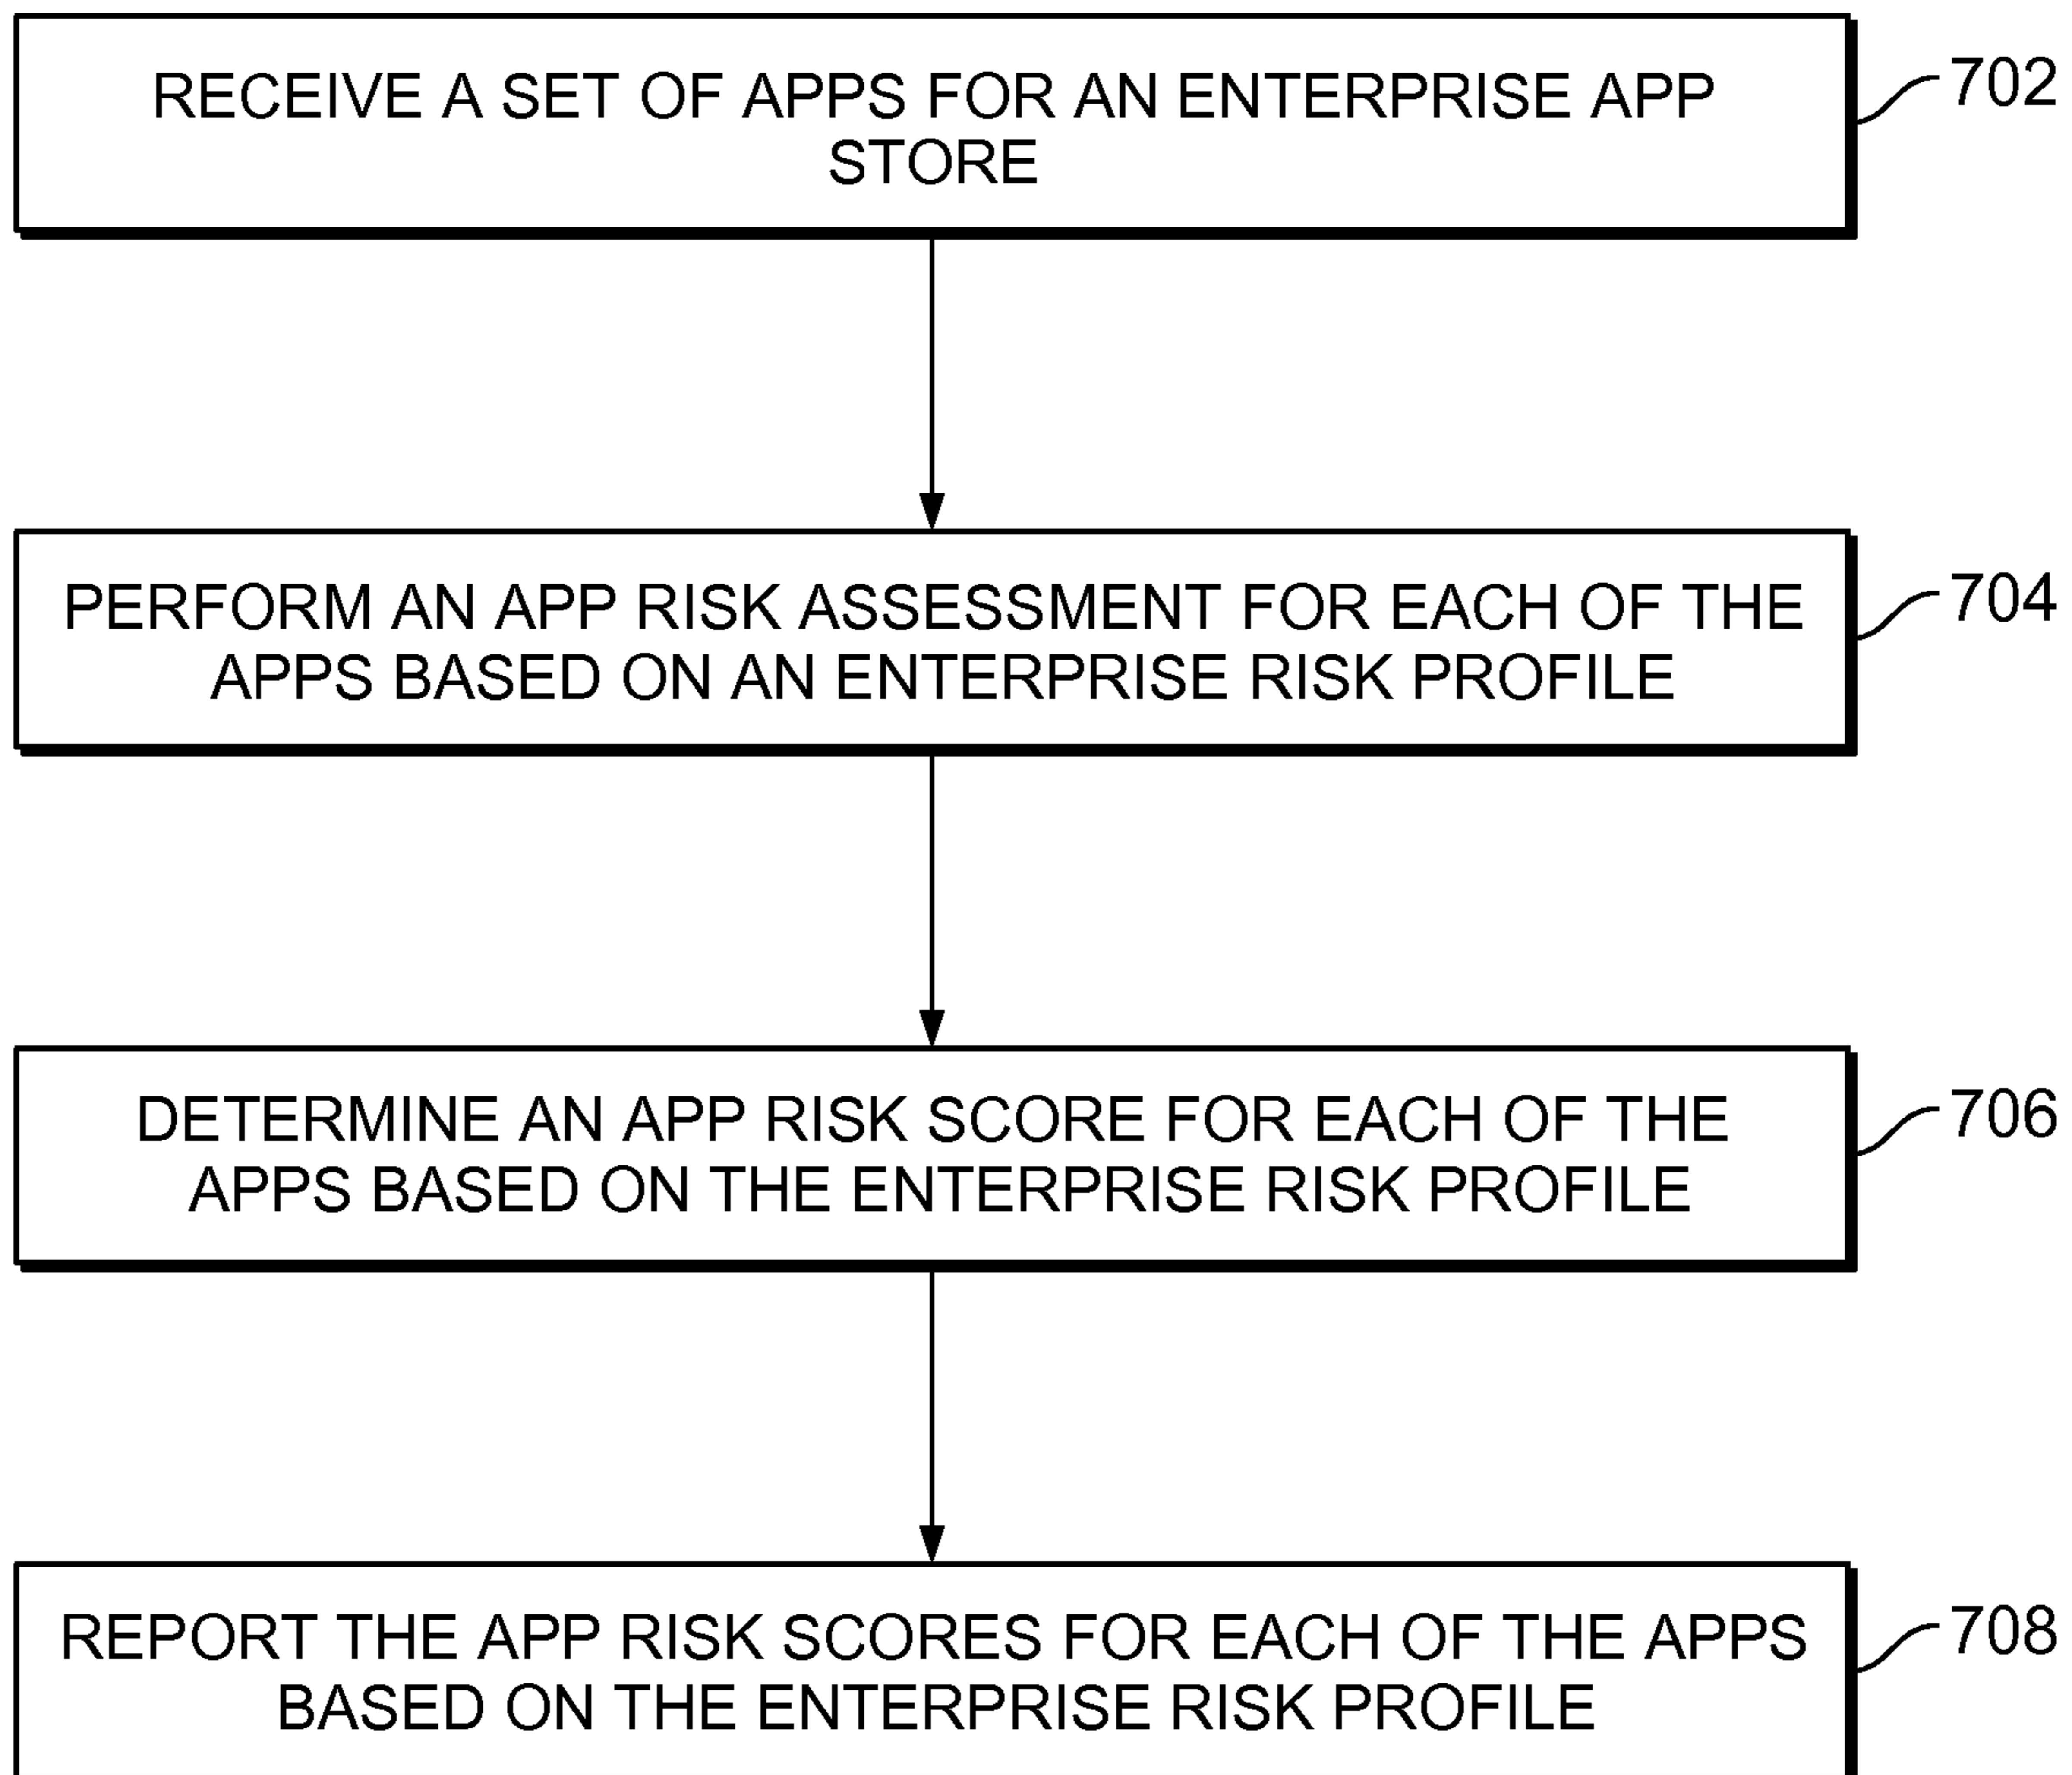 RECEIVE A SET OF APPS FOR AN ENTERPRISE APP
STORE
702
PERFORM AN APP RISK ASSESSMENT FOR EACH OF THE
APPS BASED ON AN ENTERPRISE RISK PROFILE
704
DETERMINE AN APP RISK SCORE FOR EACH OF THE
APPS BASED ON THE ENTERPRISE RISK PROFILE
706
REPORT THE APP RISK SCORES FOR EACH OF THE APPS
BASED ON THE ENTERPRISE RISK PROFILE
708